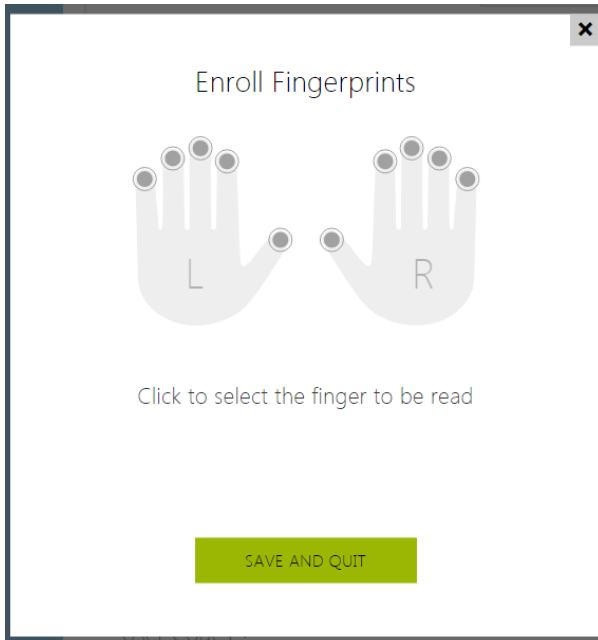 Enroll Fingerprints
L
R
Click to select the finger to be read
SAVE AND QUIT